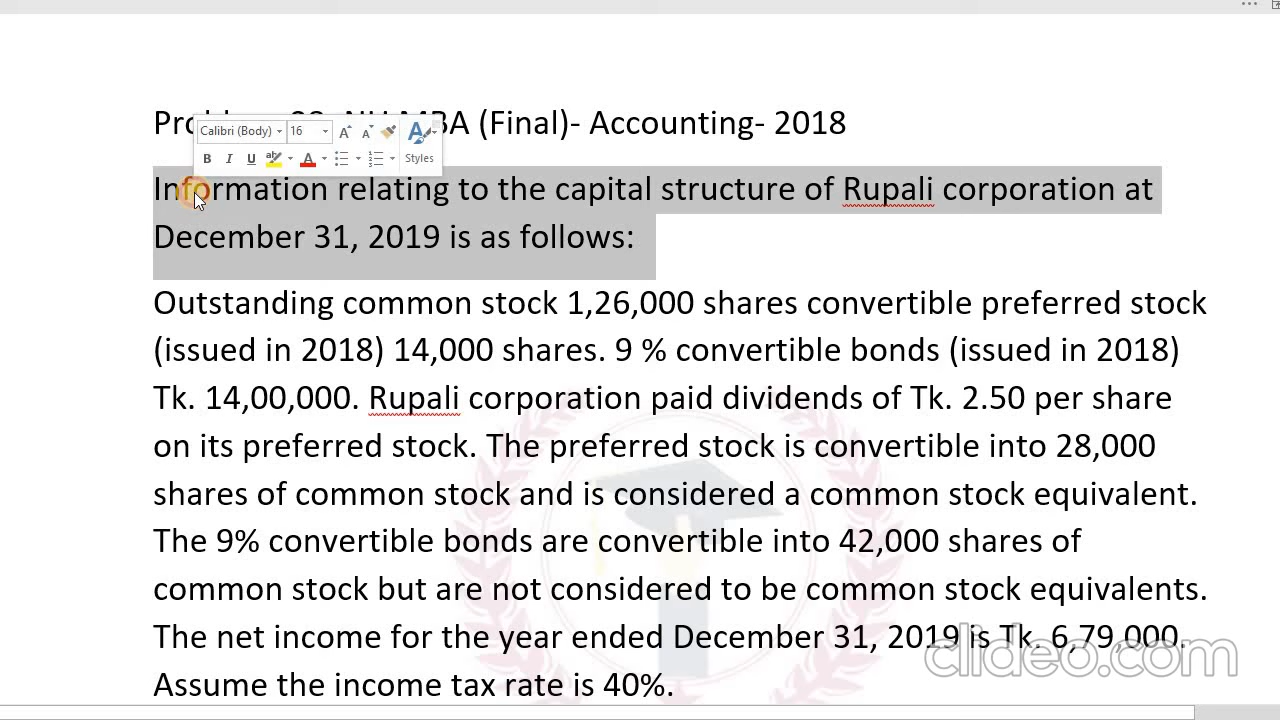 (Final)- Accounting- 2018
Calibri (Body) 16
B I U Styles
Information relating to the capital structure of Rupali corporation at
December 31, 2019 is as follows:
Outstanding common stock 1,26,000 shares convertible preferred stock
(issued in 2018) 14,000 shares. 9 % convertible bonds (issued in 2018)
Tk. 14,00,000. Rupali corporation paid dividends of Tk. 2.50 per share
on its preferred stock. The preferred stock is convertible into 28,000
shares of common stock and is considered a common stock equivalent.
The 9% convertible bonds are convertible into 42,000 shares of
common stock but are not considered to be common stock equivalents.
The net income for the year ended December 31, 2019 is Tk. 6,79,000.
clideo.com
Assume the income tax rate is 40%.